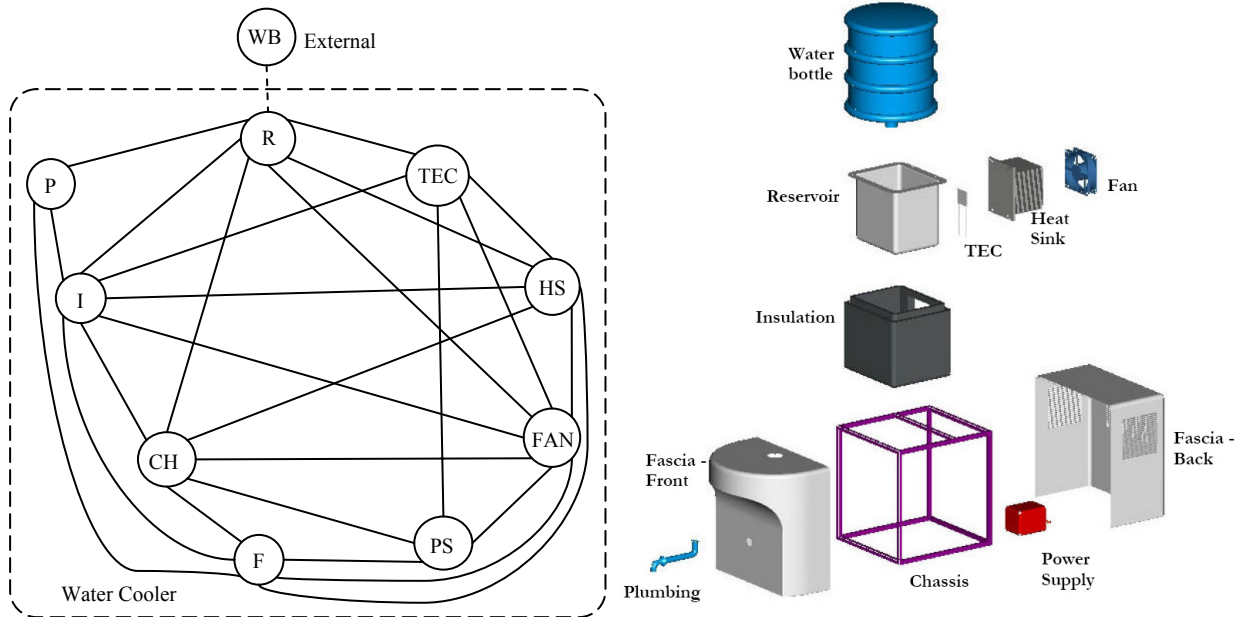 WB
External
R
P
TEC
I
HS
FAN
CH
PS
F
Water Cooler
Water
bottle
Reservoir
TEC
Heat
Sink
Fan
Insulation
Fascia -
Front
Fascia -
Back
Plumbing
Chassis
Power
Supply